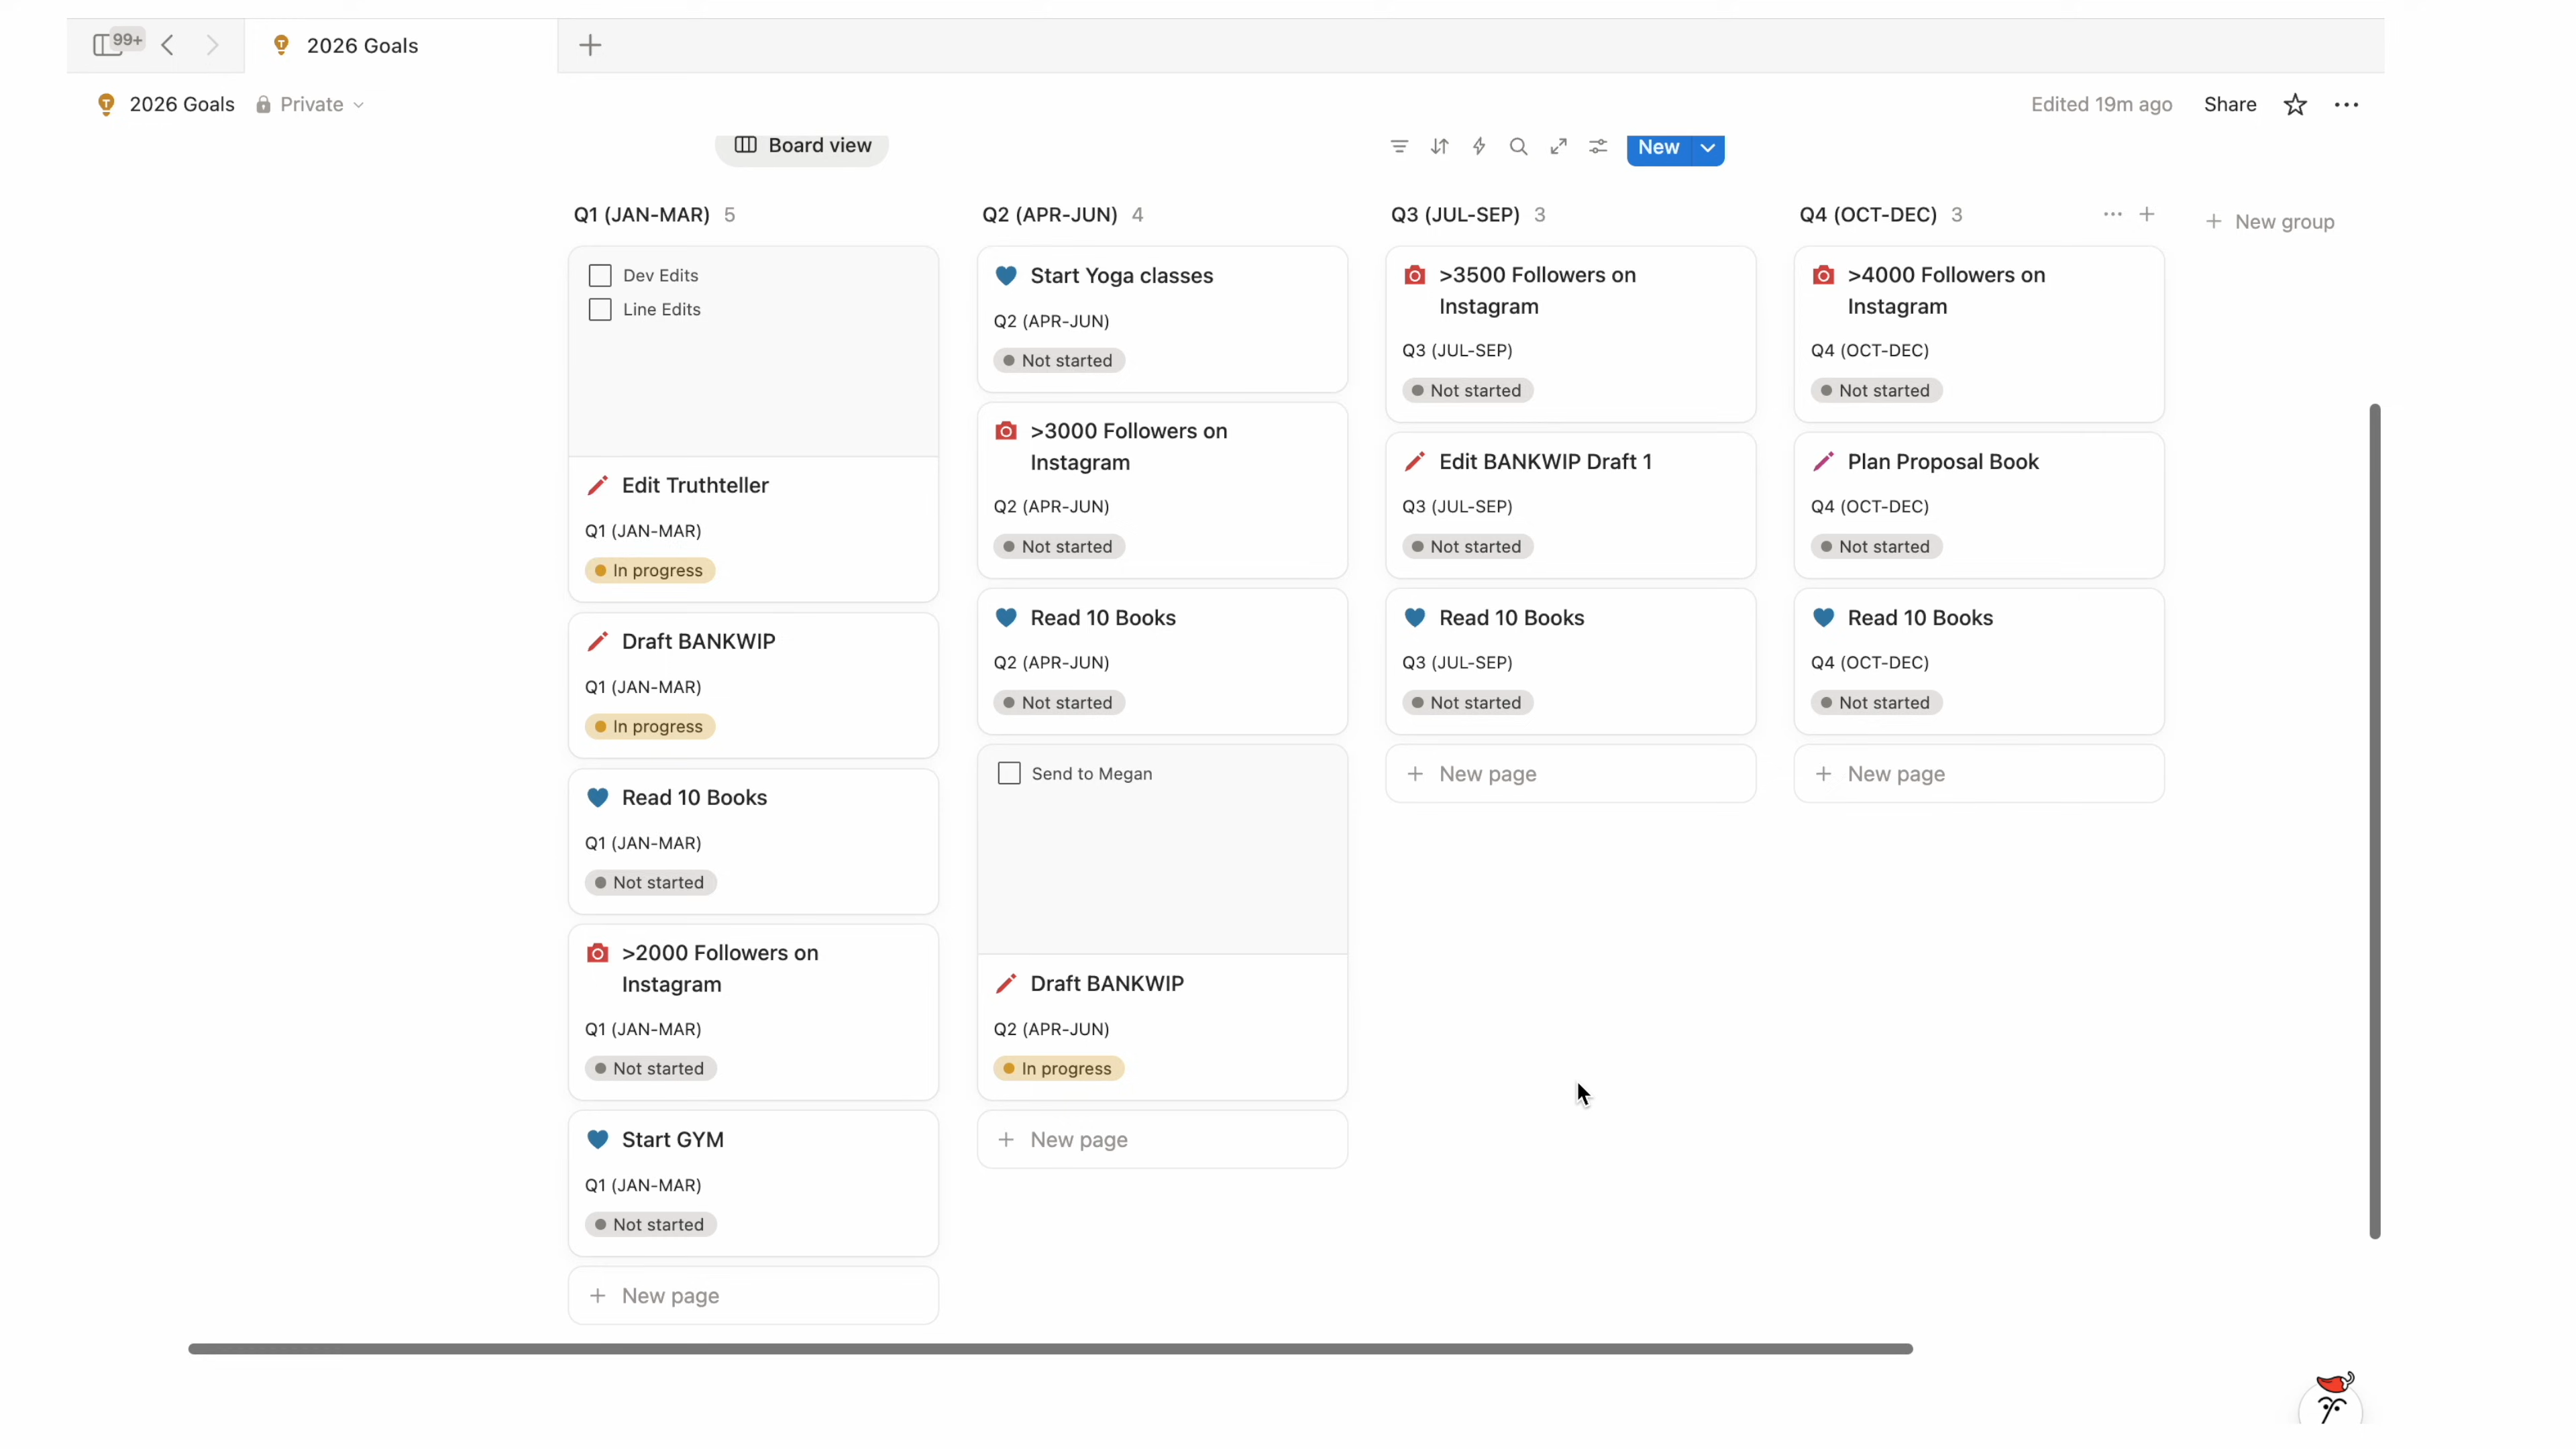 99+
2026 Goals
2026 Goals Private
Edited 19m ago Share
Board view
New
Q1 (JAN-MAR) 5
Dev Edits
Line Edits
Edit Truthteller
Q1 (JAN-MAR)
In progress
Draft BANKWIP
Q1 (JAN-MAR)
In progress
Read 10 Books
Q1 (JAN-MAR)
Not started
>2000 Followers on
Instagram
Q1 (JAN-MAR)
Not started
Start GYM
Q1 (JAN-MAR)
Not started
+ New page
Q2 (APR-JUN) 4
Start Yoga classes
Q2 (APR-JUN)
Not started
>3000 Followers on
Instagram
Q2 (APR-JUN)
Not started
Read 10 Books
Q2 (APR-JUN)
Not started
Send to Megan
Draft BANKWIP
Q2 (APR-JUN)
In progress
+ New page
Q3 (JUL-SEP) 3
>3500 Followers on
Instagram
Q3 (JUL-SEP)
Not started
Edit BANKWIP Draft 1
Q3 (JUL-SEP)
Not started
Read 10 Books
Q3 (JUL-SEP)
Not started
+ New page
Q4 (OCT-DEC) 3
>4000 Followers on
Instagram
Q4 (OCT-DEC)
Not started
Plan Proposal Book
Q4 (OCT-DEC)
Not started
Read 10 Books
Q4 (OCT-DEC)
Not started
+ New page
+ New group